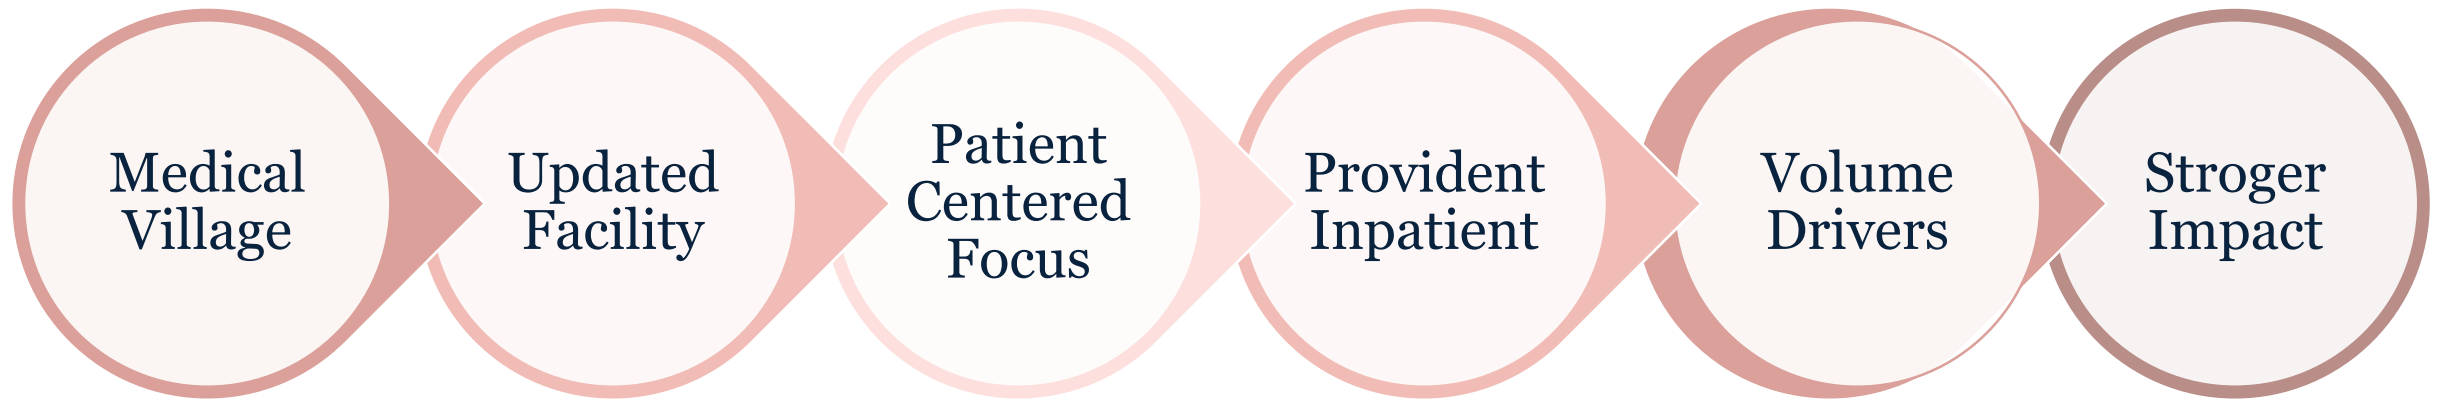 Medical
Village
Updated
Facility
Patient
Centered
Focus
Provident
Inpatient
Volume
Drivers
Stroger
Impact